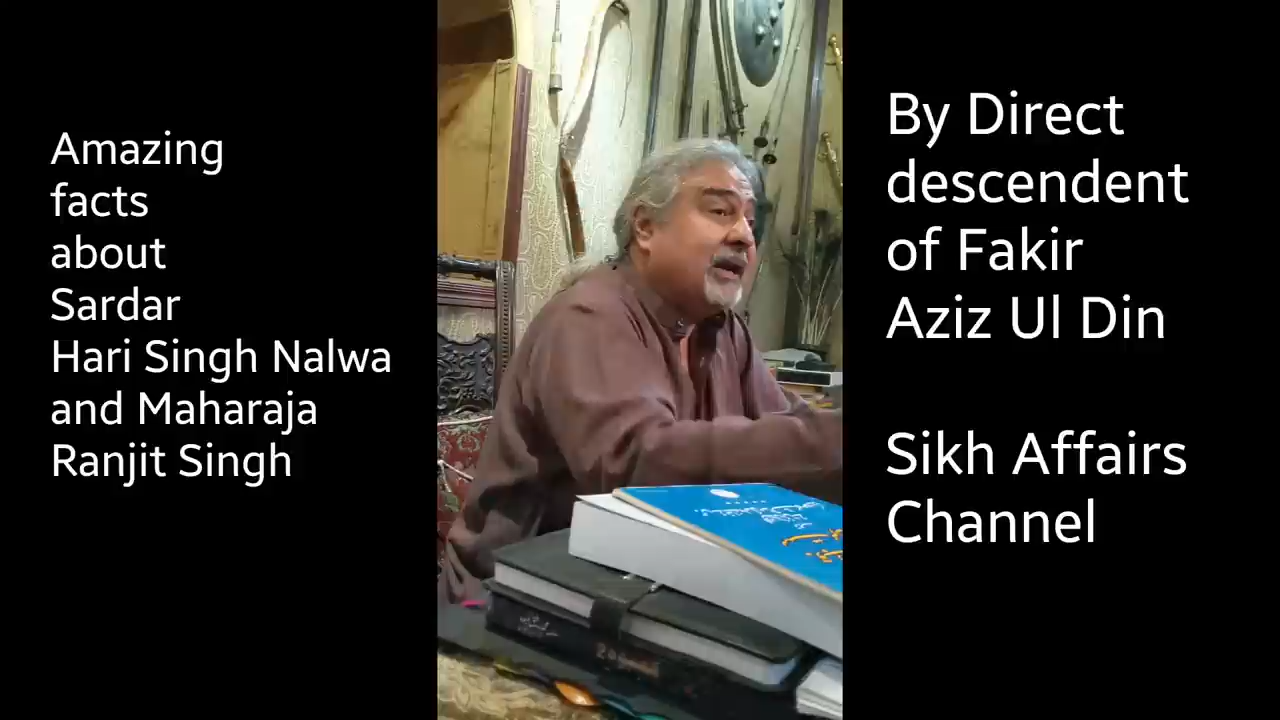 Amazing
facts
about
Sardar
Hari Singh Nalwa
and Maharaja
Ranjit Singh
By Direct
descendent
of Fakir
Aziz Ul Din
Sikh Affairs
Channel